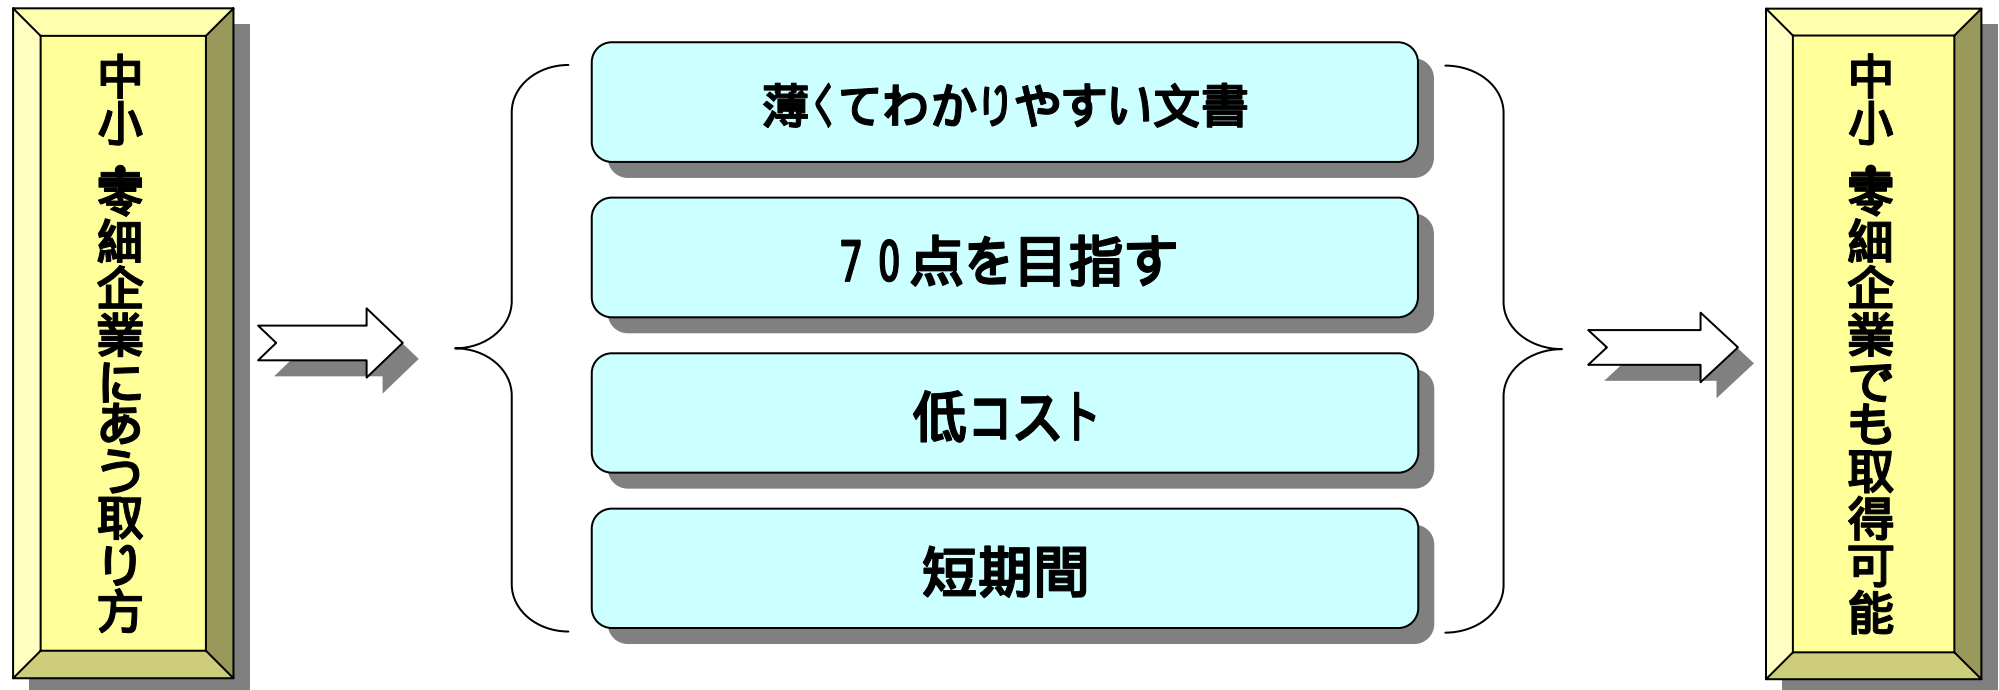 中小・零細企業にあう取り方
薄くてわかりやすい文書
７０点を目指す
低コスト
短期間
中小・零細企業でも取得可能